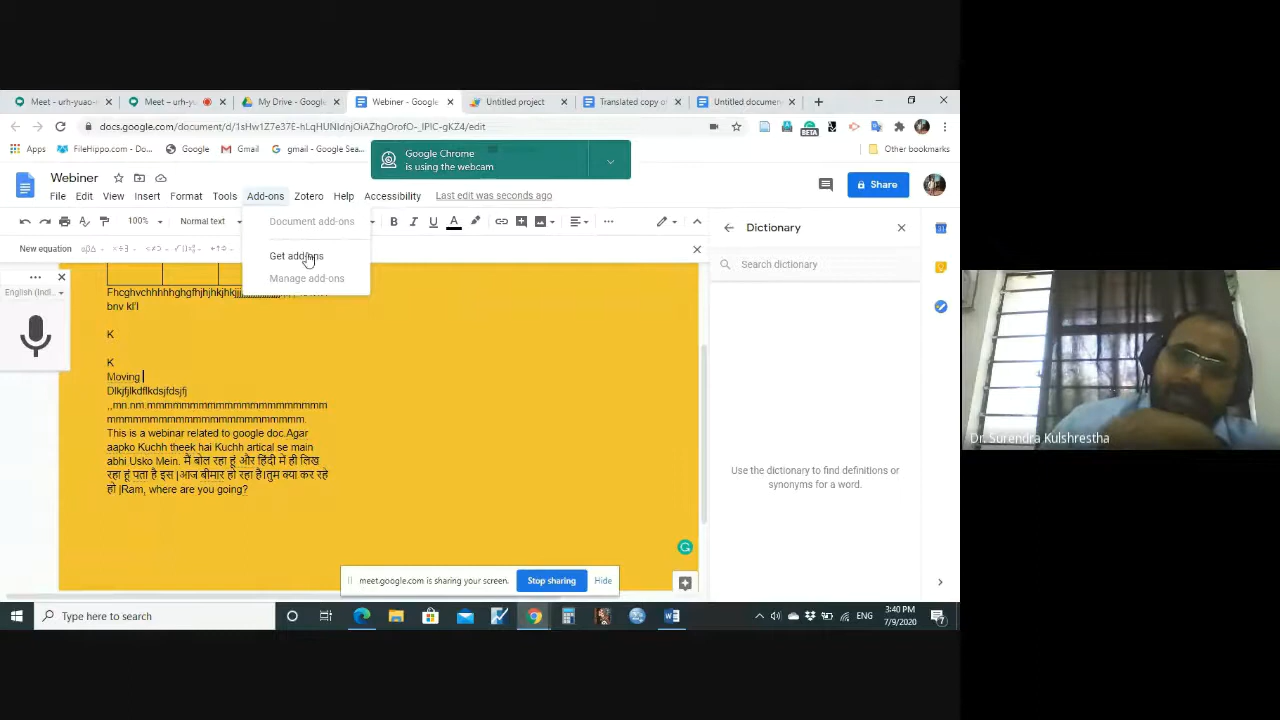 Meet - urh-yuao-
Meet – urh-yu
My Drive - Google
Webiner - Google
Untitled project
Translated copy o
Untitled documen
docs.google.com/document/d/1sHw1Z7e37E-hLqHUNIdnjOiAZhgOrofO-_IPIC-gKZ4/edit
BETA
Apps
FileHippo.com - Do...
Google
Gmail
gmail - Google Sea...
Other bookmarks
Google Chrome
is using the webcam
Webiner
Share
File Edit View Insert Format Tools Add-ons Zotero Help Accessibility Last edit was seconds ago
100% Normal text
Document add-ons
Get add-ons
Manage add-ons
New equation
Dictionary
Search dictionary
Use the dictionary to find definitions or
synonyms for a word.
English (Indi...
bnv kl'l
K
K
Moving
Dlkjfjlkdflkdsjfdsjfj
,,mn.nm.mmmmmmmmmmmmmmmmmmmm
mmmmmmmmmmmmmmmmmmmmmm.
This is a webinar related to google doc.Agar
aapko Kuchh theek hai Kuchh artical se main
abhi Usko Mein. मैं बोल रहा हूं और हिंदी में ही लिख
रहा हूं पता है इस |आज बीमार हो रहा है।तुम क्या कर रहे
हो |Ram, where are you going?
meet.google.com is sharing your screen. Stop sharing Hide
Dr. Surendra Kulshrestha
Type here to search
ENG
3:40 PM
7/9/2020
7